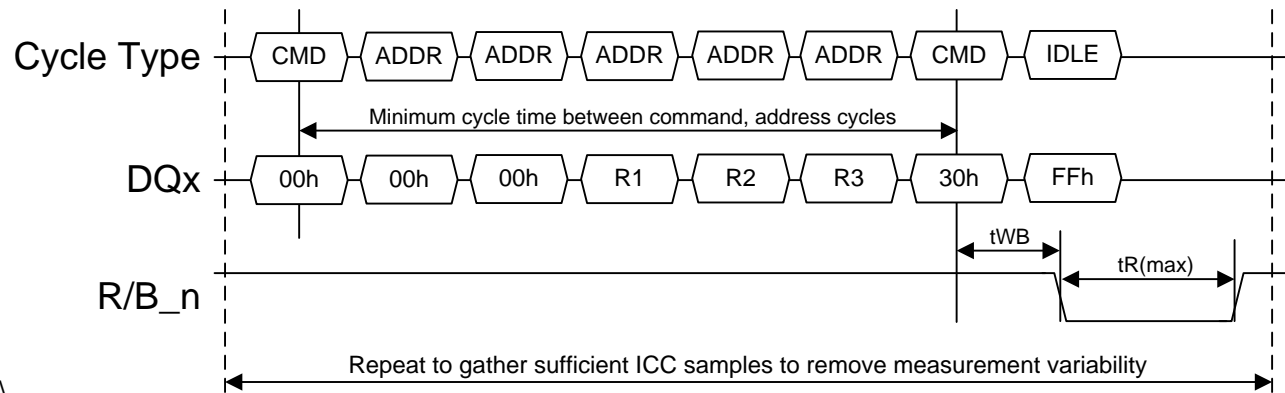 Cycle Type CMD ADDR ADDR ADDR ADDR ADDR CMD IDLE
Minimum cycle time between command, address cycles
DQx 00h 00h 00h R1 R2 R3 30h FFh
tWB
tR(max)
R/B_n
Repeat to gather sufficient ICC samples to remove measurement variability